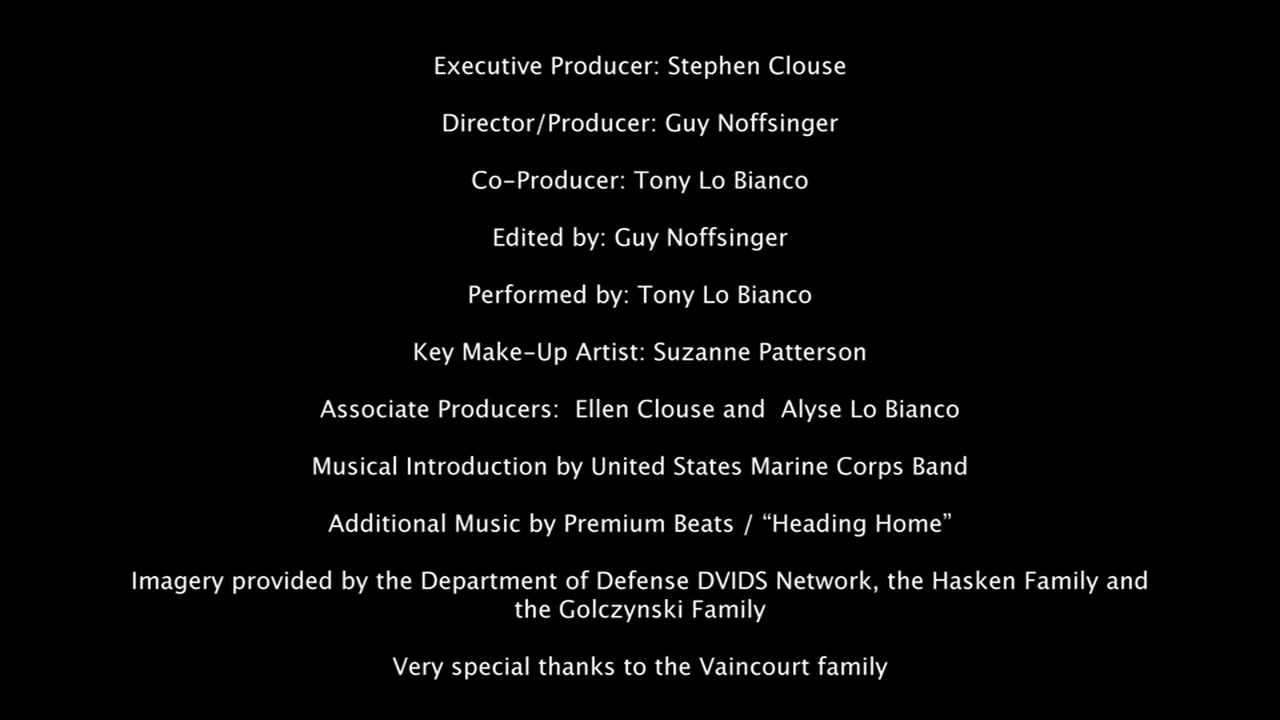 Executive Producer: Stephen Clouse
Director/Producer: Guy Noffsinger
Co-Producer: Tony Lo Bianco
Edited by: Guy Noffsinger
Performed by: Tony Lo Bianco
Key Make-Up Artist: Suzanne Patterson
Associate Producers:  Ellen Clouse and  Alyse Lo Bianco
Musical Introduction by United States Marine Corps Band
Additional Music by Premium Beats / “Heading Home”
Imagery provided by the Department of Defense DVIDS Network, the Hasken Family and
the Golczynski Family
Very special thanks to the Vaincourt family